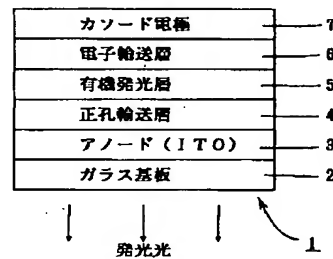 カソード電極 7
電子輸送層 6
有機発光層 5
正孔輸送層 4
アノード(ITO) 3
ガラス基板 2
発光光 1